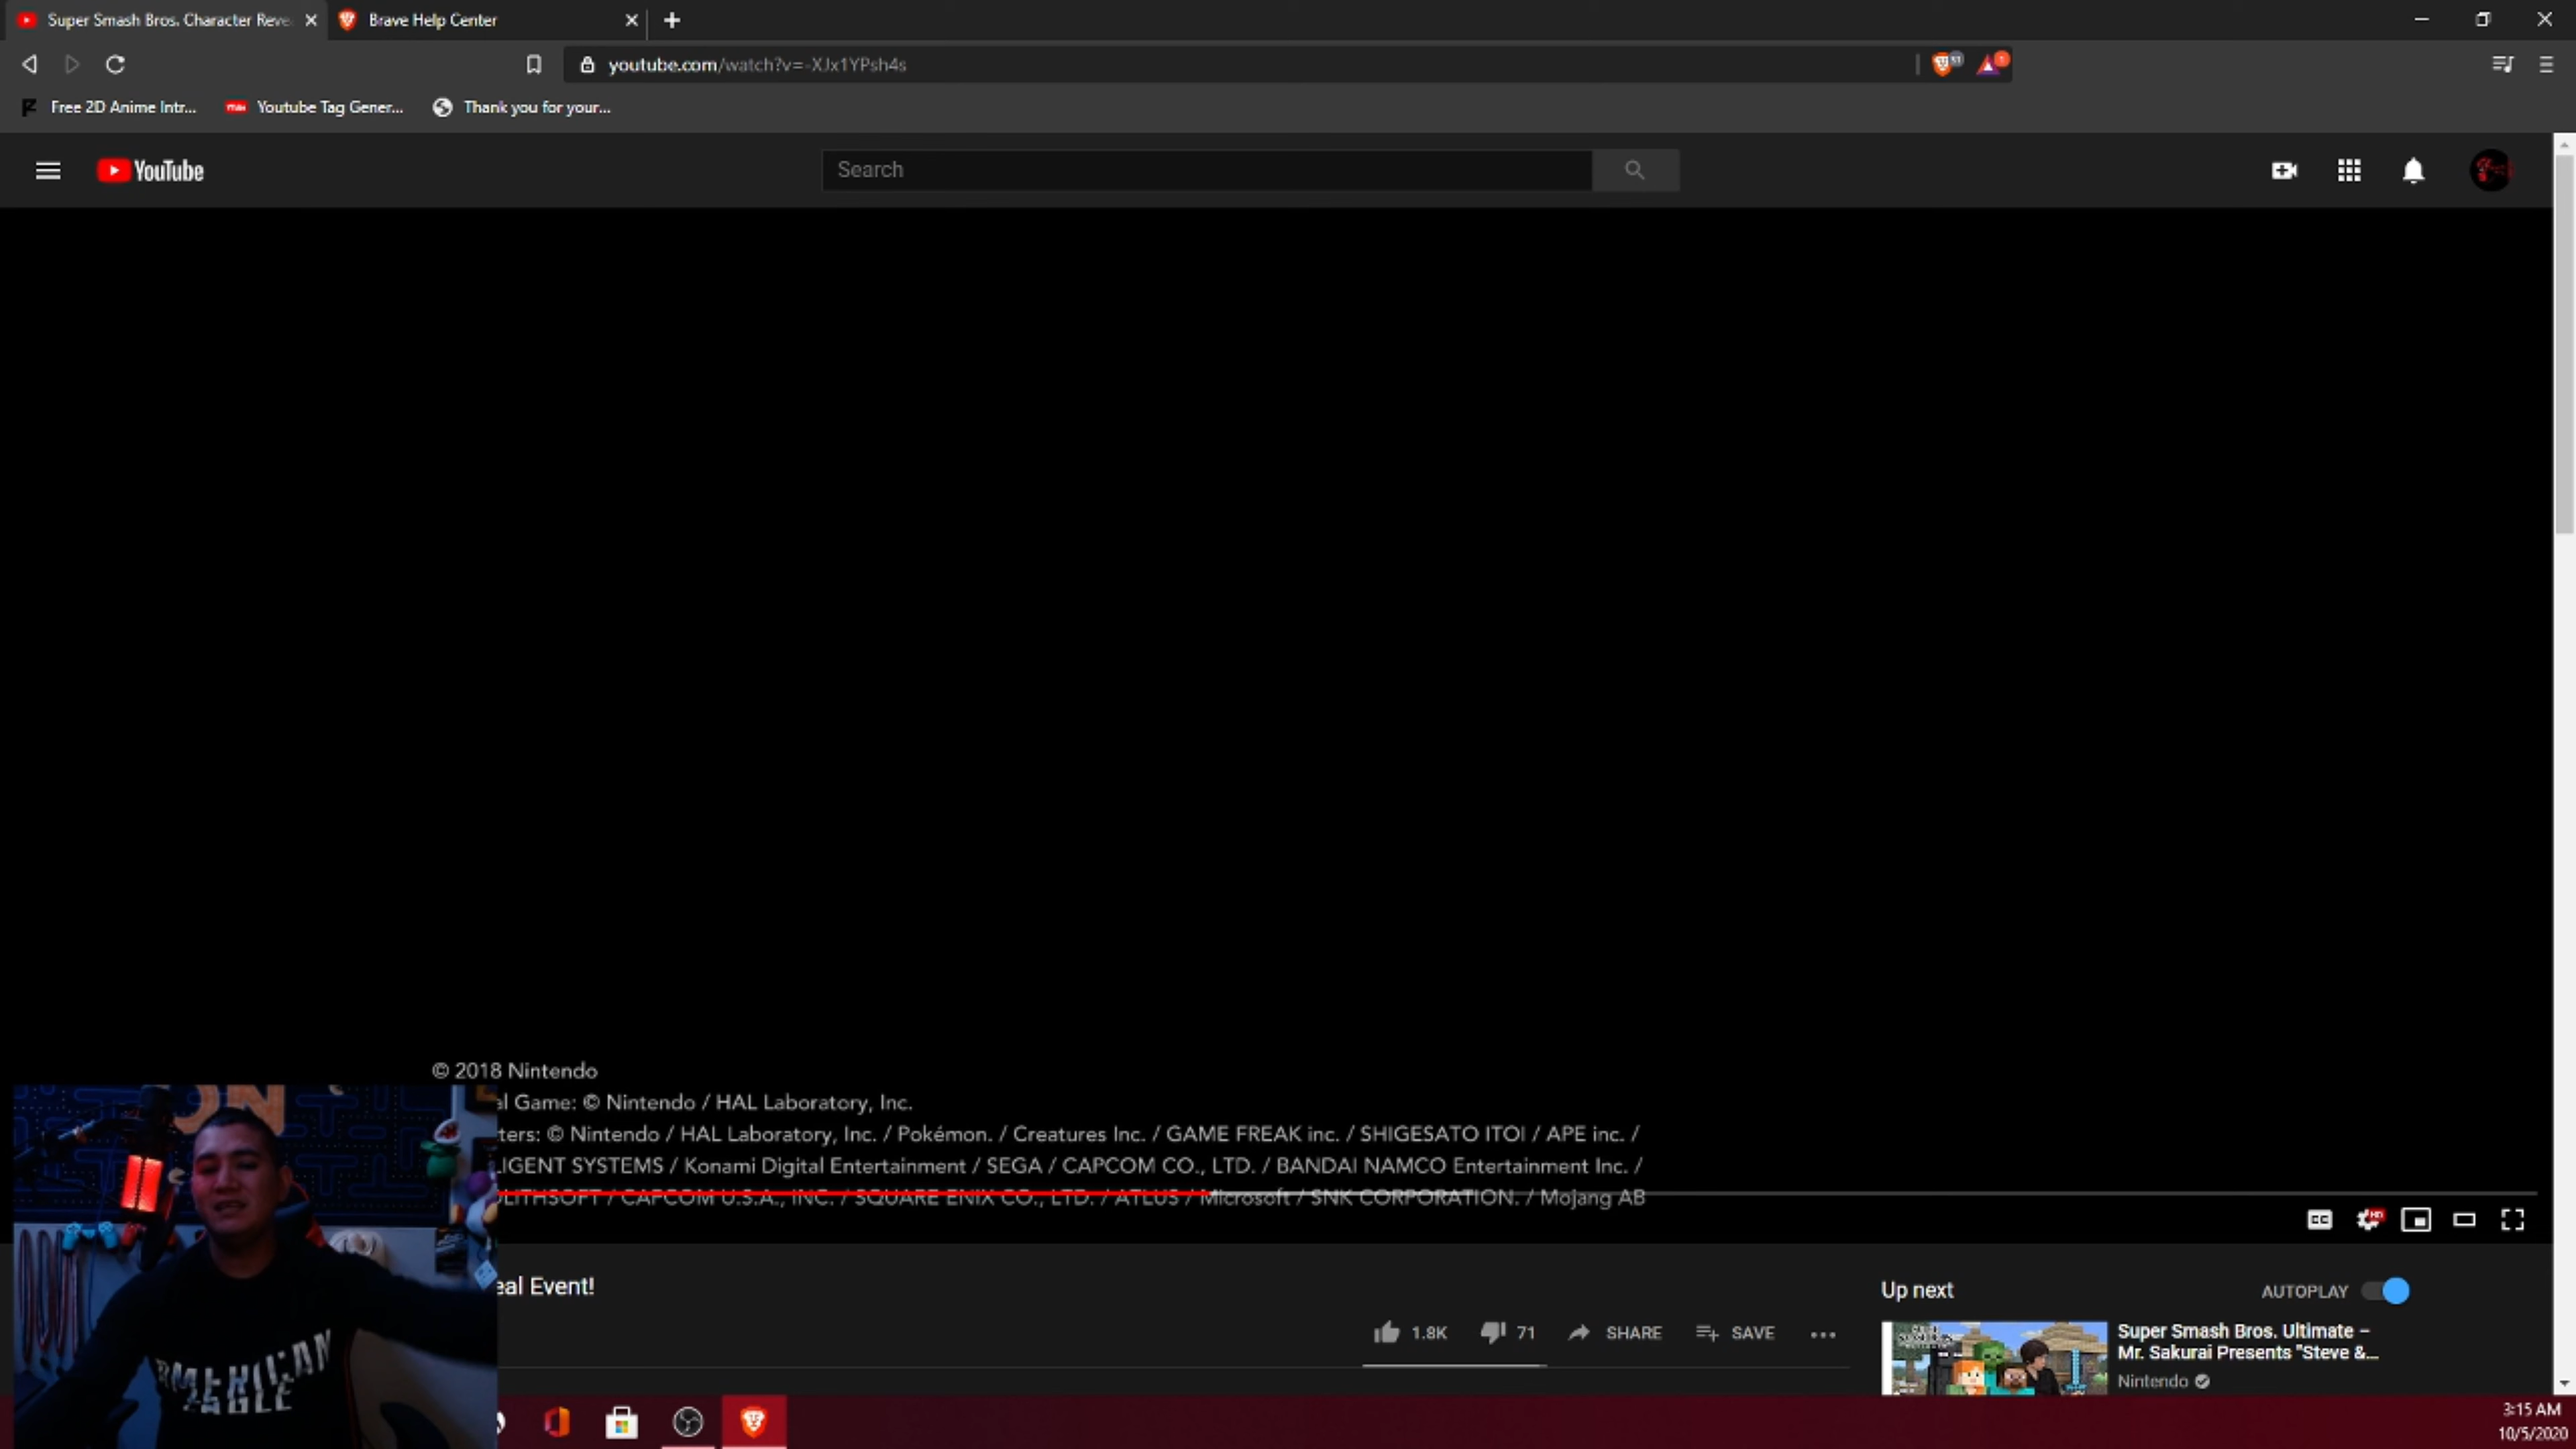 Super Smash Bros. Character Reve
Brave Help Center
youtube.com/watch?v=-XJx1YPsh4s
Free 2D Anime Intr...
Youtube Tag Gener...
Thank you for your...
YouTube
Search
© 2018 Nintendo
al Game: © Nintendo / HAL Laboratory, Inc.
ters: © Nintendo / HAL Laboratory, Inc. / Pokémon. / Creatures Inc. / GAME FREAK inc. / SHIGESATO ITOI / APE inc. /
LIGENT SYSTEMS / Konami Digital Entertainment / SEGA / CAPCOM CO., LTD. / BANDAI NAMCO Entertainment Inc. /
OLITHSOFT / CAPCOM U.S.A., INC. / SQUARE ENIX CO., LTD. / ATLUS / Microsoft / SNK CORPORATION. / Mojang AB
CC
HD
eal Event!
1.8K
71
SHARE
SAVE
Up next
AUTOPLAY
Super Smash Bros. Ultimate –
Mr. Sakurai Presents "Steve &...
Nintendo
AMERICAN
EAGLE
3:15 AM
10/5/2020